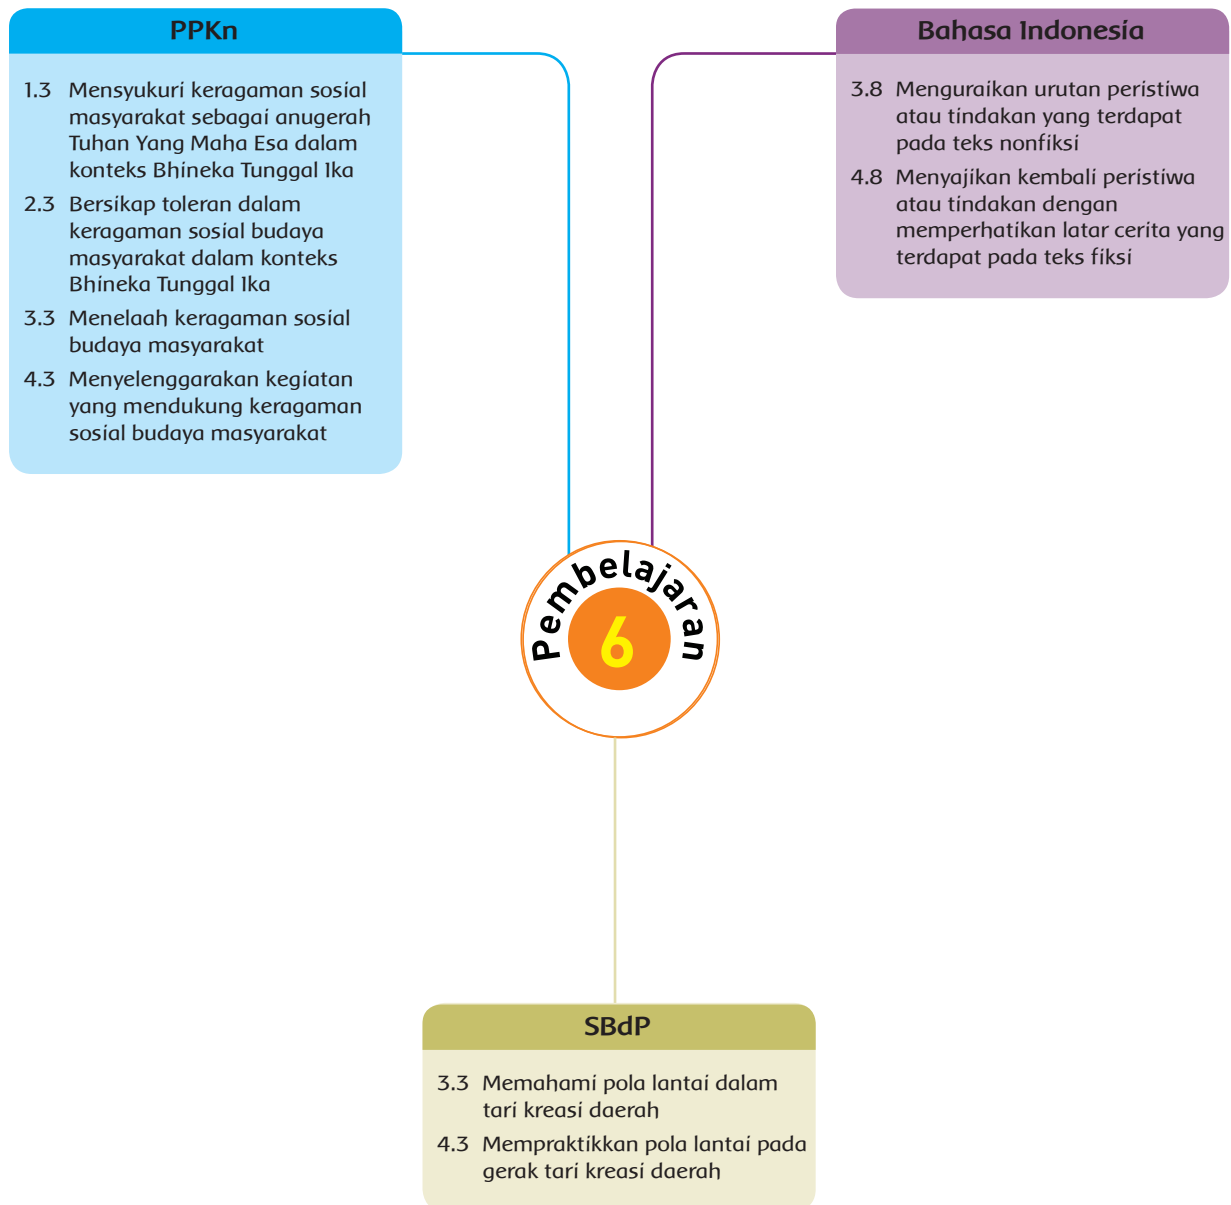 PPKn
1.3 Mensyukuri keragaman sosial
masyarakat sebagai anugerah
Tuhan Yang Maha Esa dalam
konteks Bhineka Tunggal Ika
2.3 Bersikap toleran dalam
keragaman sosial budaya
masyarakat dalam konteks
Bhineka Tunggal Ika
3.3 Menelaah keragaman sosial
budaya masyarakat
4.3 Menyelenggarakan kegiatan
yang mendukung keragaman
sosial budaya masyarakat
Bahasa Indonesia
3.8 Menguraikan urutan peristiwa
atau tindakan yang terdapat
pada teks nonfiksi
4.8 Menyajikan kembali peristiwa
atau tindakan dengan
memperhatikan latar cerita yang
terdapat pada teks fiksi
Pembelajaran
6
SBdP
3.3 Memahami pola lantai dalam
tari kreasi daerah
4.3 Mempraktikkan pola lantai pada
gerak tari kreasi daerah